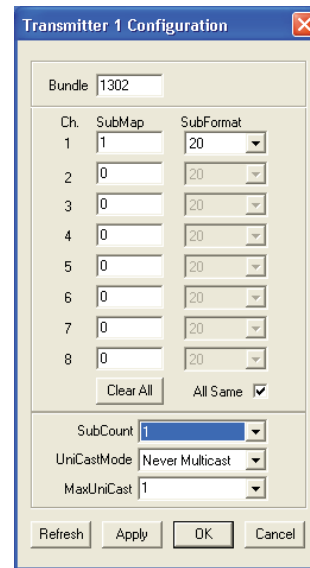 Transmitter 1 Configuration
Bundle 1302
Ch. SubMap SubFormat
1 1 20
2 0 20
3 0 20
4 0 20
5 0 20
6 0 20
7 0 20
8 0 20
Clear All All Same
SubCount 1
UniCastMode Never Multicast
MaxUniCast 1
Refresh Apply OK Cancel